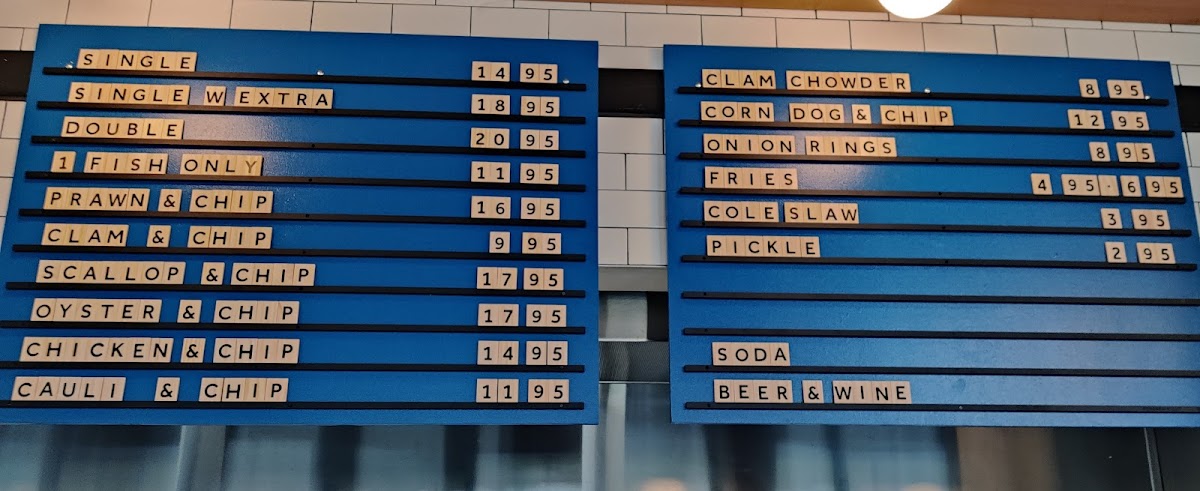 SINGLE 14 95
SINGLE W EXTRA 18 95
DOUBLE 20 95
1 FISH ONLY 11 95
PRAWN & CHIP 16 95
CLAM & CHIP 9 95
SCALLOP & CHIP 17 95
OYSTER & CHIP 17 95
CHICKEN & CHIP 14 95
CAULI & CHIP 11 95
CLAM CHOWDER 8 95
CORN DOG & CHIP 12 95
ONION RINGS 8 95
FRIES 4 95 · 6 95
COLE SLAW 3 95
PICKLE 2 95
SODA
BEER & WINE